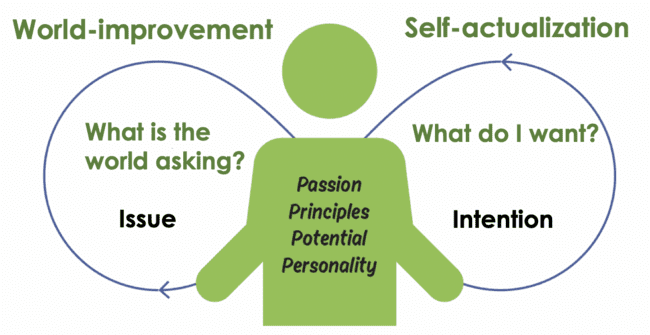 World-improvement
Self-actualization
What is the
world asking?
Issue
Passion
Principles
Potential
Personality
What do I want?
Intention